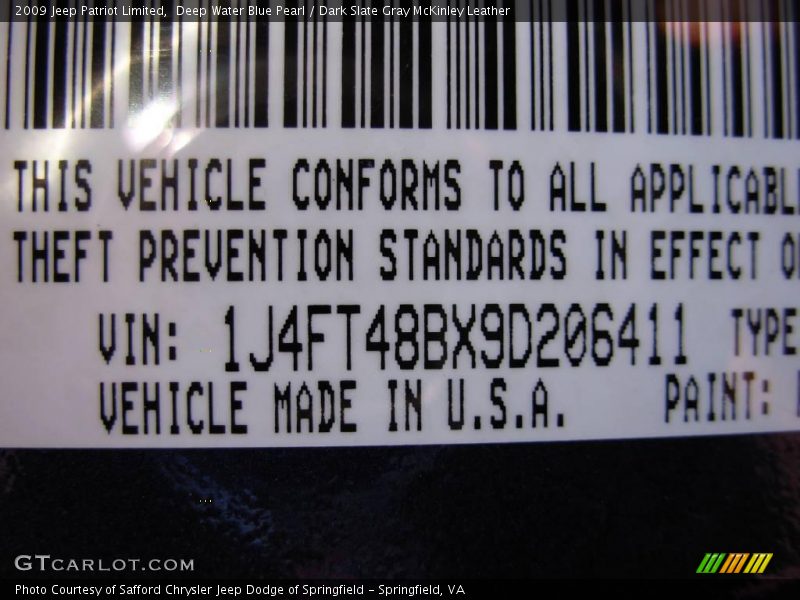 2009 Jeep Patriot Limited,  Deep Water Blue Pearl / Dark Slate Gray McKinley Leather
THIS VEHICLE CONFORMS TO ALL APPLICABL
THEFT PREVENTION STANDARDS IN EFFECT O
VIN: 1J4FT48BX9D206411 TYPE
VEHICLE MADE IN U.S.A. PAINT:
GTCARLOT.COM
Photo Courtesy of Safford Chrysler Jeep Dodge of Springfield – Springfield, VA